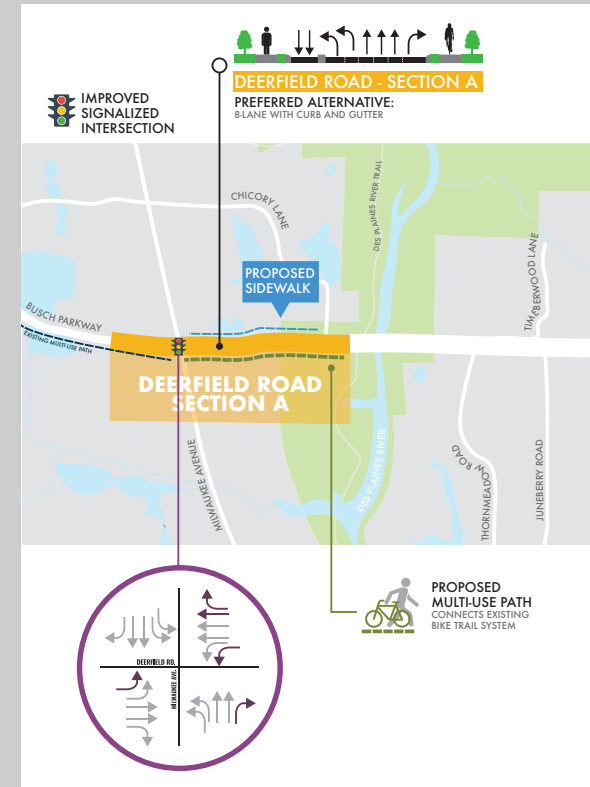 DEERFIELD ROAD - SECTION A
PREFERRED ALTERNATIVE:
8-LANE WITH CURB AND GUTTER
IMPROVED
SIGNALIZED
INTERSECTION
CHICORY LANE
DES PLAINES RIVER TRAIL
TIMBERWOOD LANE
PROPOSED
SIDEWALK
BUSCH PARKWAY
EXISTING MULTI-USE PATH
DEERFIELD ROAD
SECTION A
MILWAUKEE AVENUE
DES PLAINES RIVER
THORNMEADOW ROAD
JUNEBERRY ROAD
PROPOSED
MULTI-USE PATH
CONNECTS EXISTING
BIKE TRAIL SYSTEM
DEERFIELD RD.
MILWAUKEE AVE.